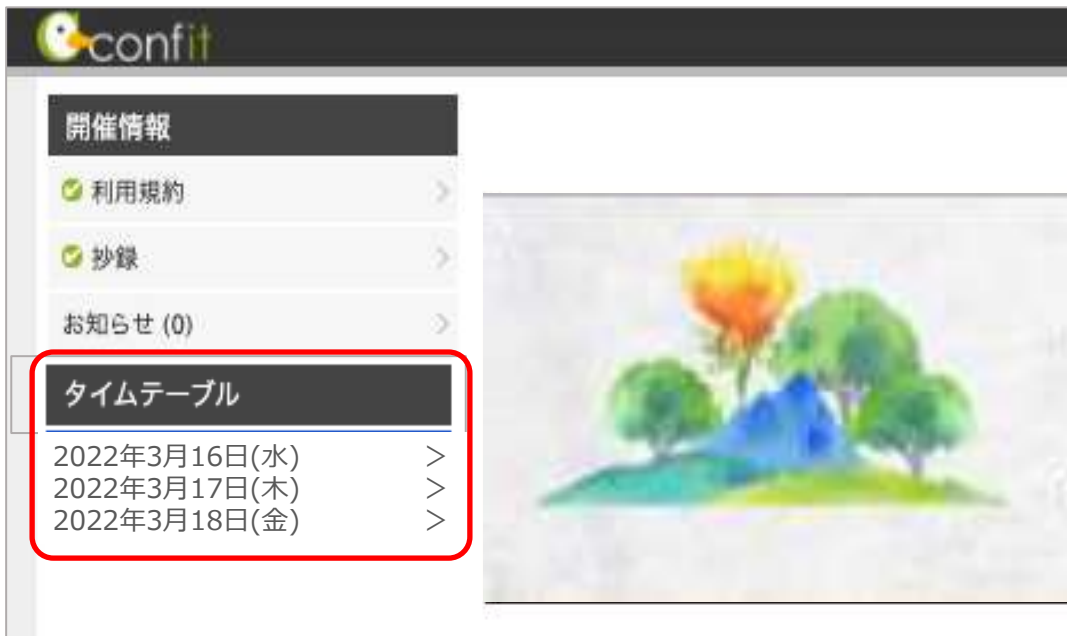 confit
開催情報
利用規約
抄録
お知らせ (0)
タイムテーブル
2022年3月16日(水) >
2022年3月17日(木) >
2022年3月18日(金) >